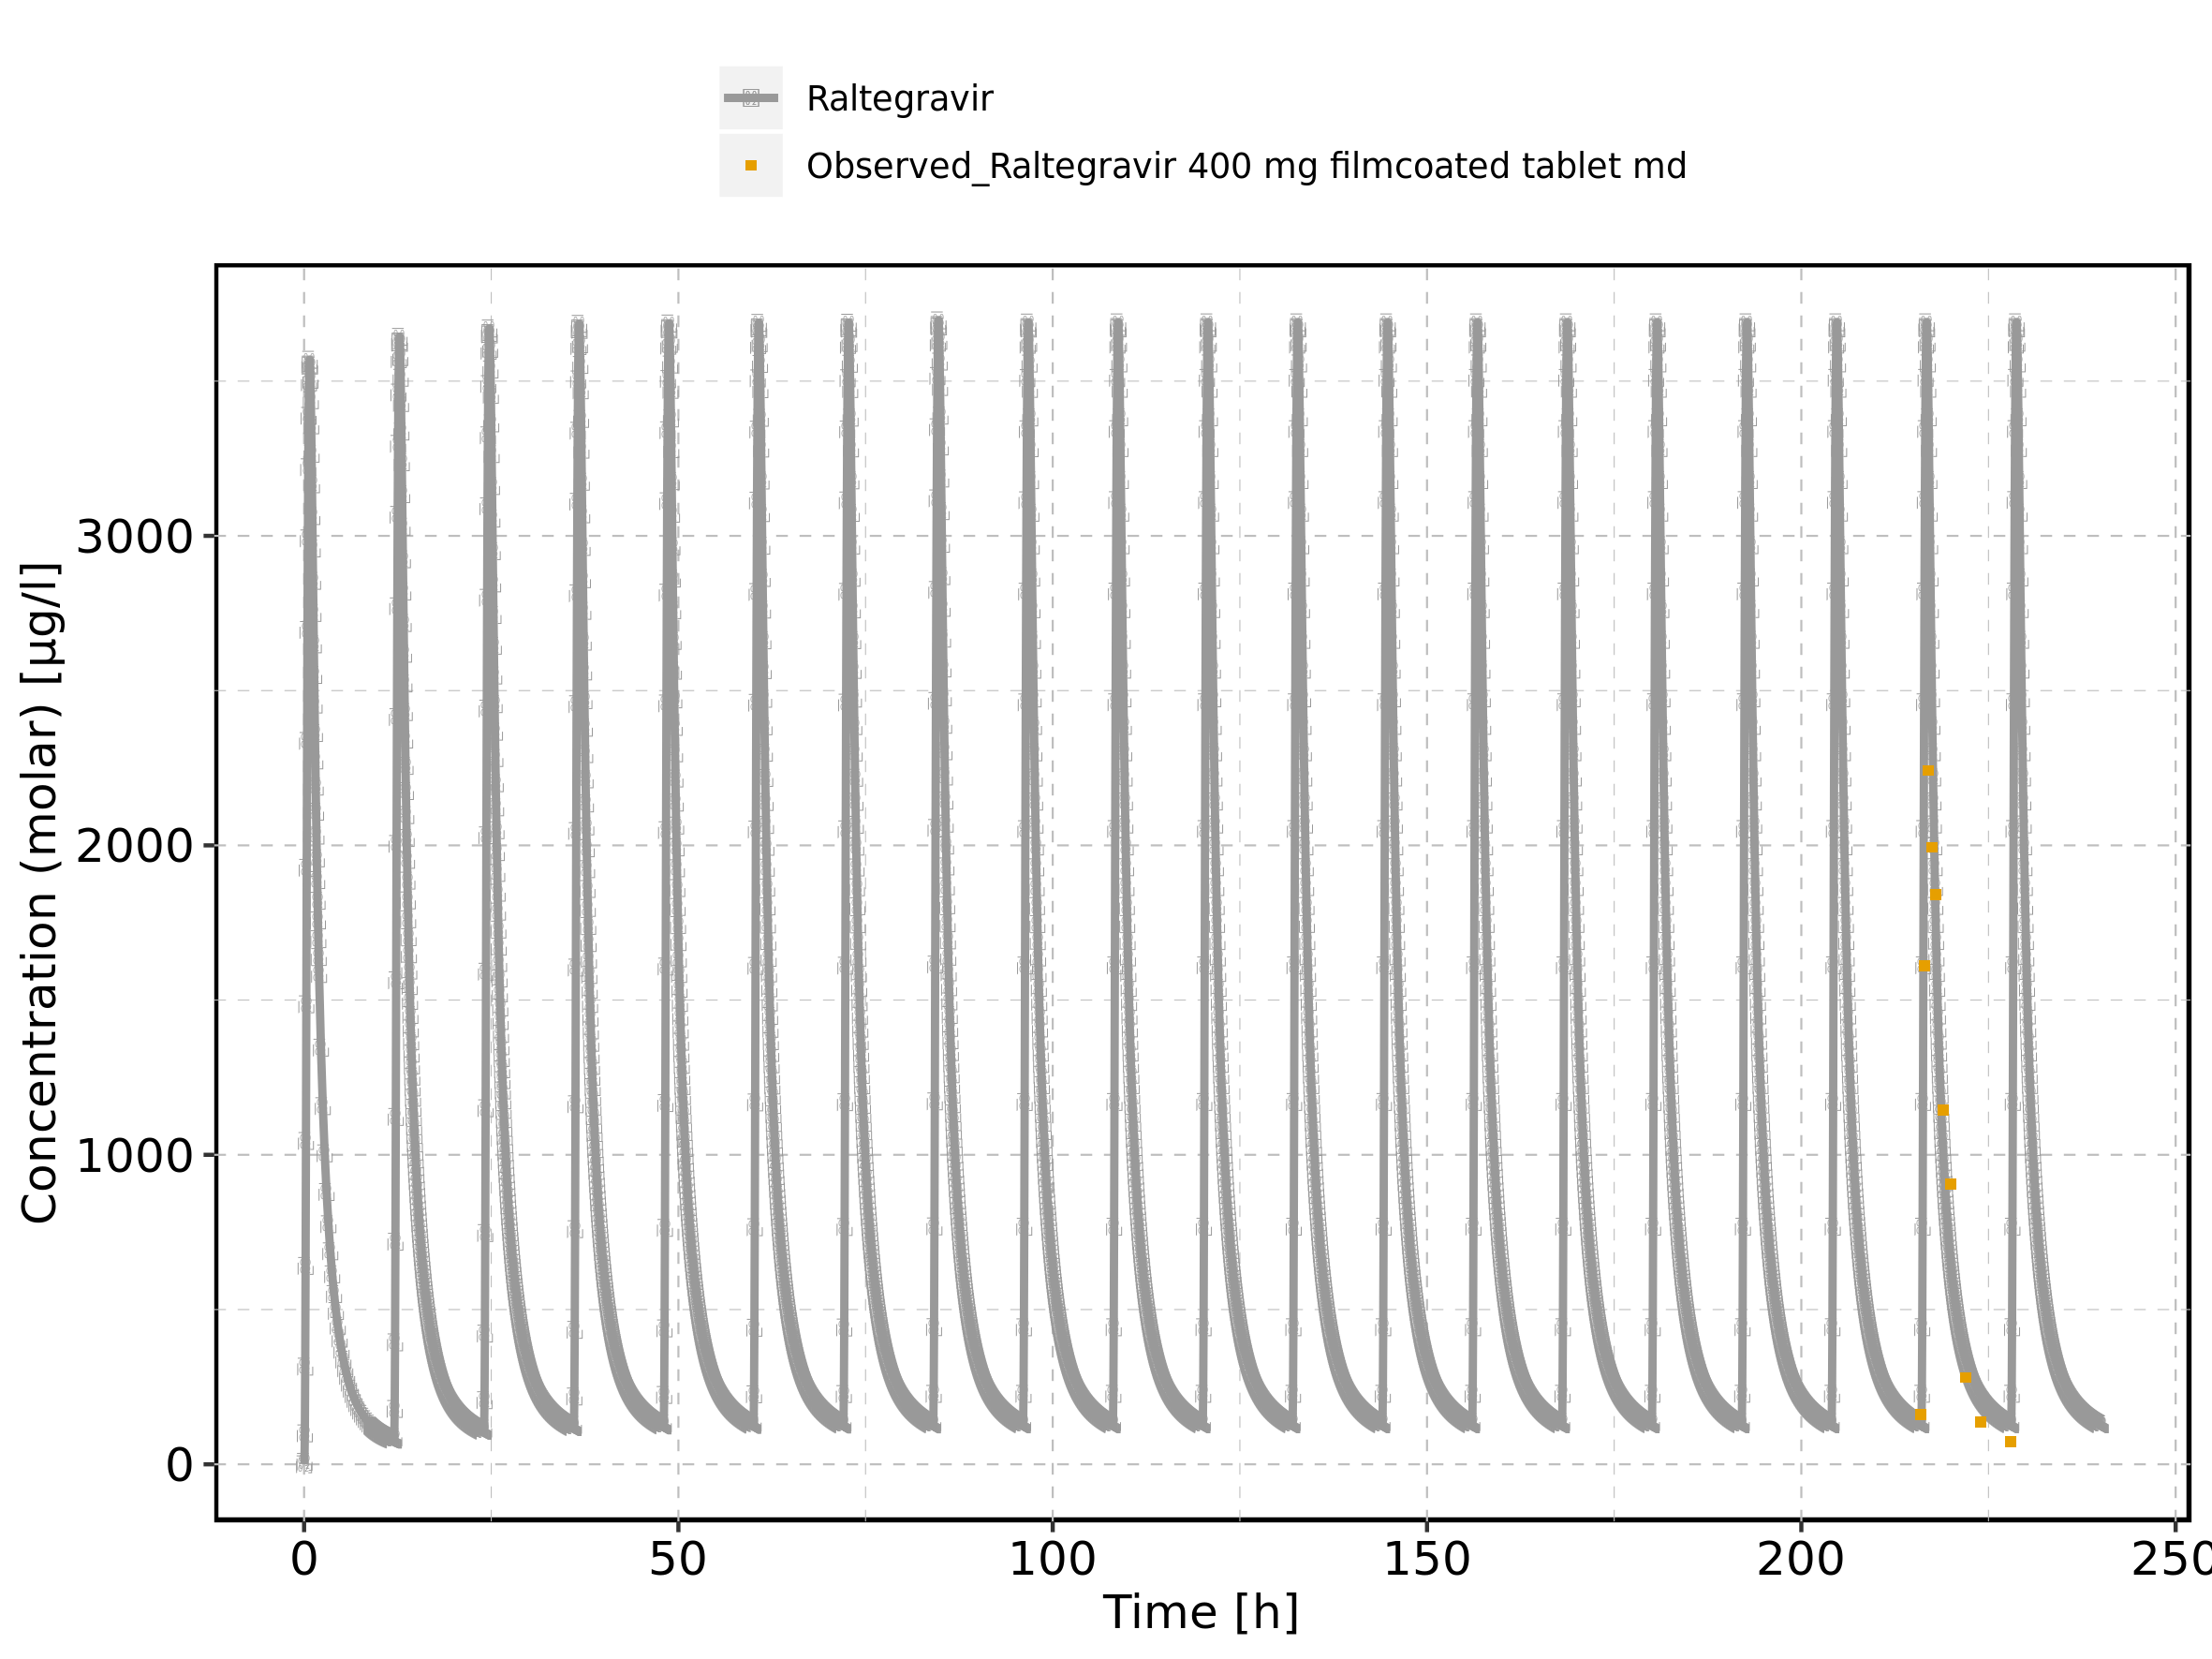 Raltegravir
Observed_Raltegravir 400 mg filmcoated tablet md
Concentration (molar) [µg/l]
3000
2000
1000
0
0 50 100 150 200 250
Time [h]